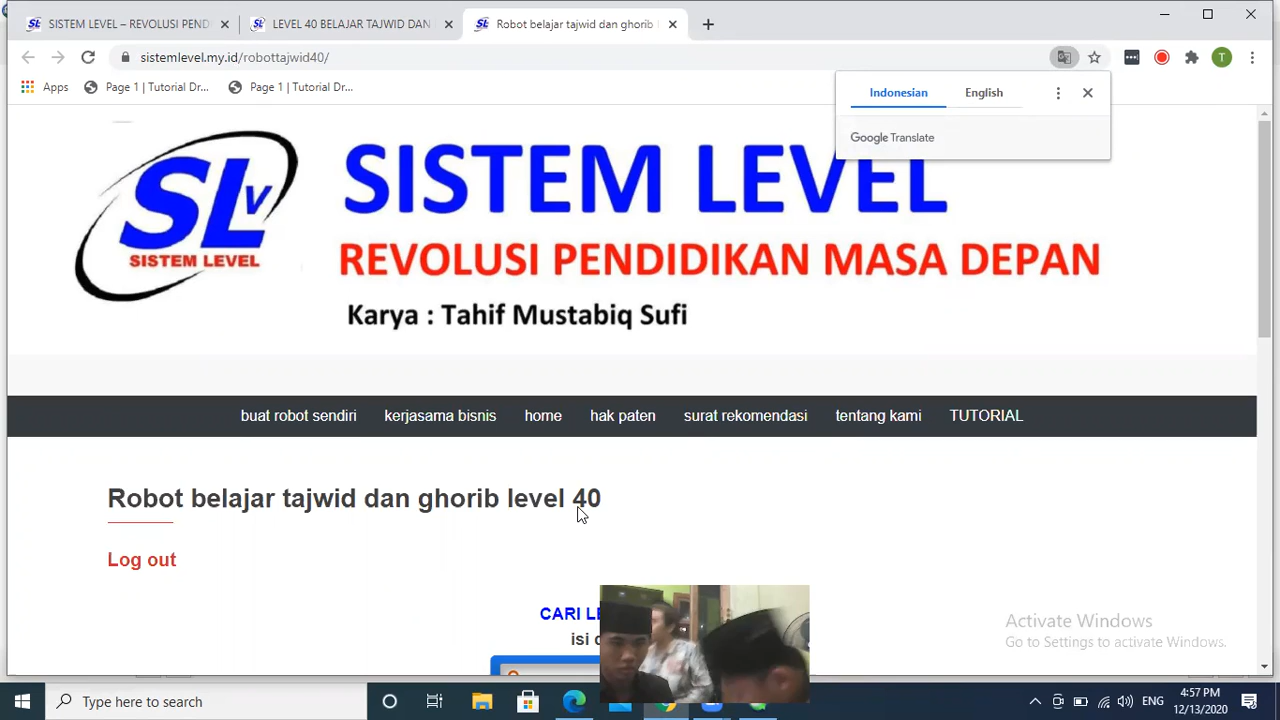 SISTEM LEVEL – REVOLUSI PEND
LEVEL 40 BELAJAR TAJWID DAN
Robot belajar tajwid dan ghorib
sistemlevel.my.id/robottajwid40/
T
Apps
Page 1 | Tutorial Dr...
Page 1 | Tutorial Dr...
Indonesian
English
Google Translate
SLV
SISTEM LEVEL
SISTEM LEVEL
REVOLUSI PENDIDIKAN MASA DEPAN
Karya : Tahif Mustabiq Sufi
buat robot sendiri
kerjasama bisnis
home
hak paten
surat rekomendasi
tentang kami
TUTORIAL
Robot belajar tajwid dan ghorib level 40
Log out
CARI LE
isi
Activate Windows
Go to Settings to activate Windows.
Type here to search
ENG
4:57 PM
12/13/2020